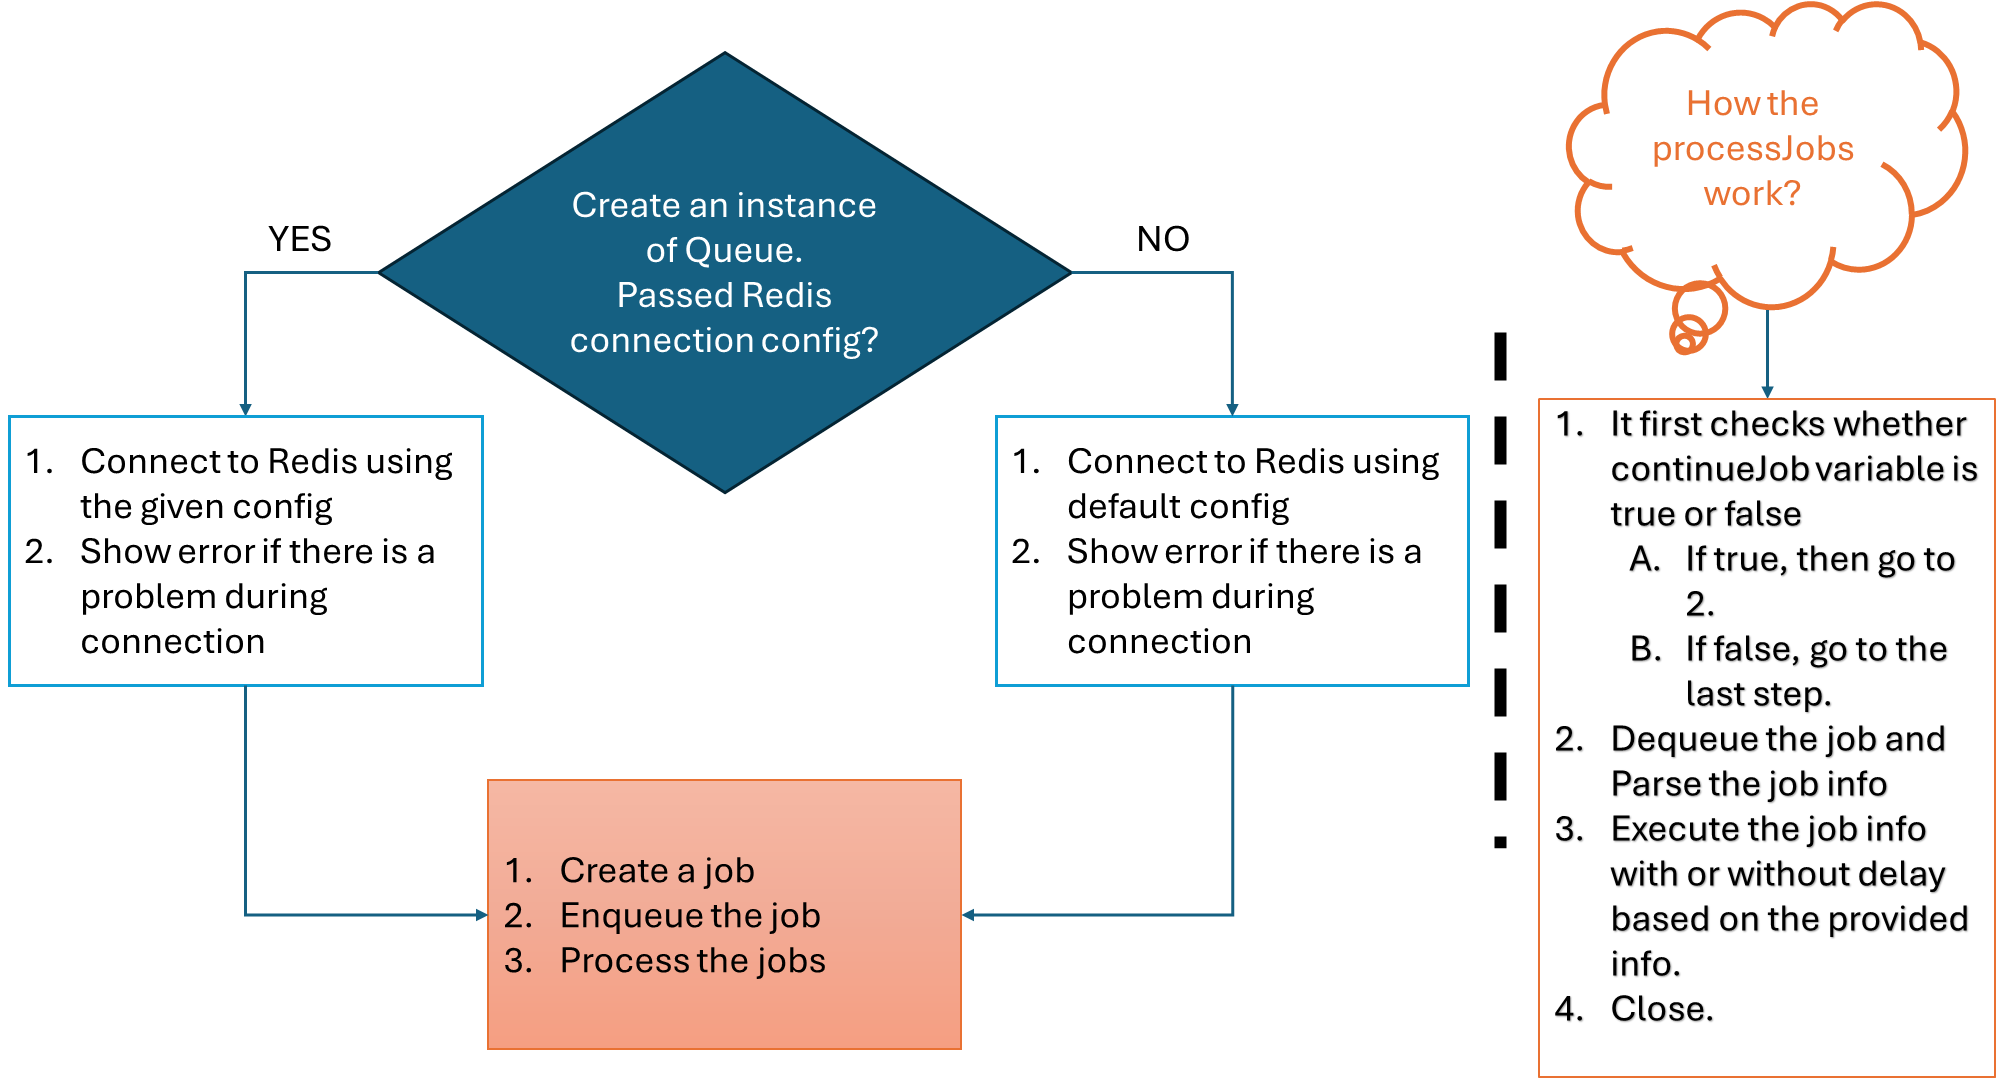 Create an instance
of Queue.
Passed Redis
connection config?
YES
NO
1. Connect to Redis using
the given config
2. Show error if there is a
problem during
connection
1. Connect to Redis using
default config
2. Show error if there is a
problem during
connection
1. Create a job
2. Enqueue the job
3. Process the jobs
How the
processJobs
work?
1. It first checks whether
continueJob variable is
true or false
A. If true, then go to
2.
B. If false, go to the
last step.
2. Dequeue the job and
Parse the job info
3. Execute the job info
with or without delay
based on the provided
info.
4. Close.